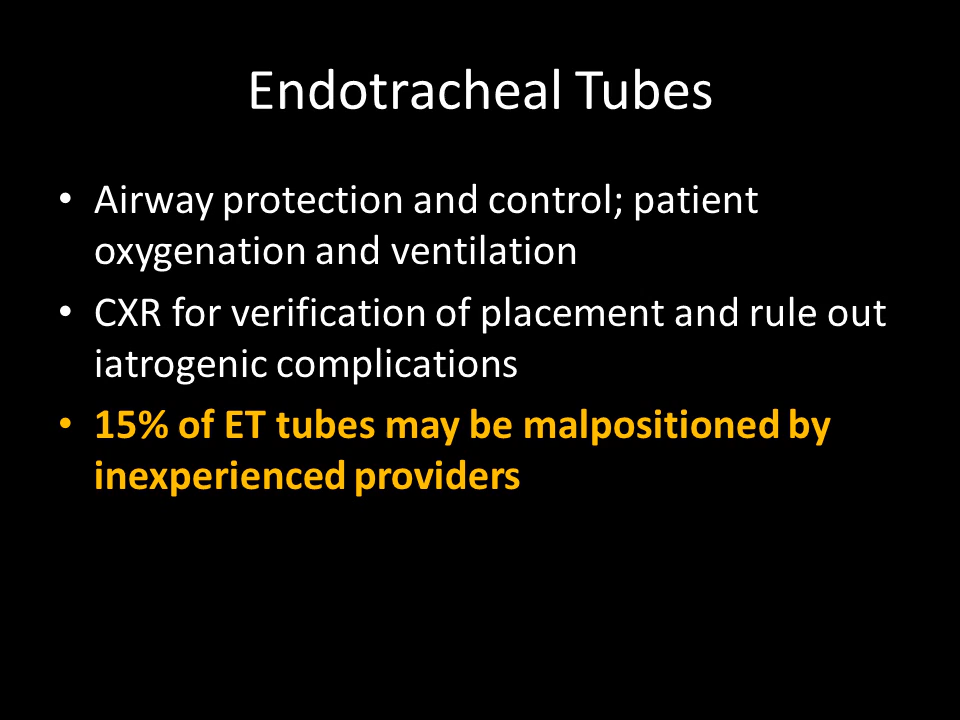 Endotracheal Tubes
• Airway protection and control; patient
oxygenation and ventilation
• CXR for verification of placement and rule out
iatrogenic complications
• 15% of ET tubes may be malpositioned by
inexperienced providers